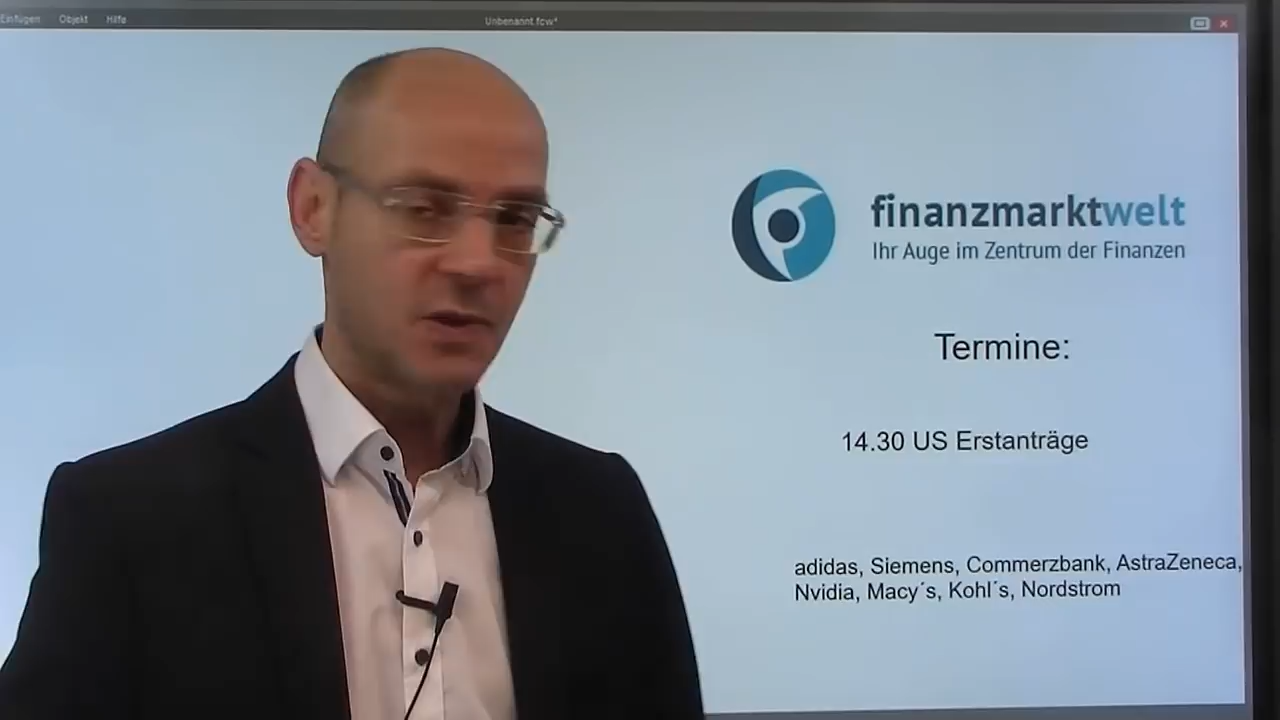 Einfügen Objekt Hilfe Unbenannt.fcw*
finanzmarktwelt
Ihr Auge im Zentrum der Finanzen
Termine:
14.30 US Erstanträge
adidas, Siemens, Commerzbank, AstraZeneca,
Nvidia, Macy´s, Kohl´s, Nordstrom